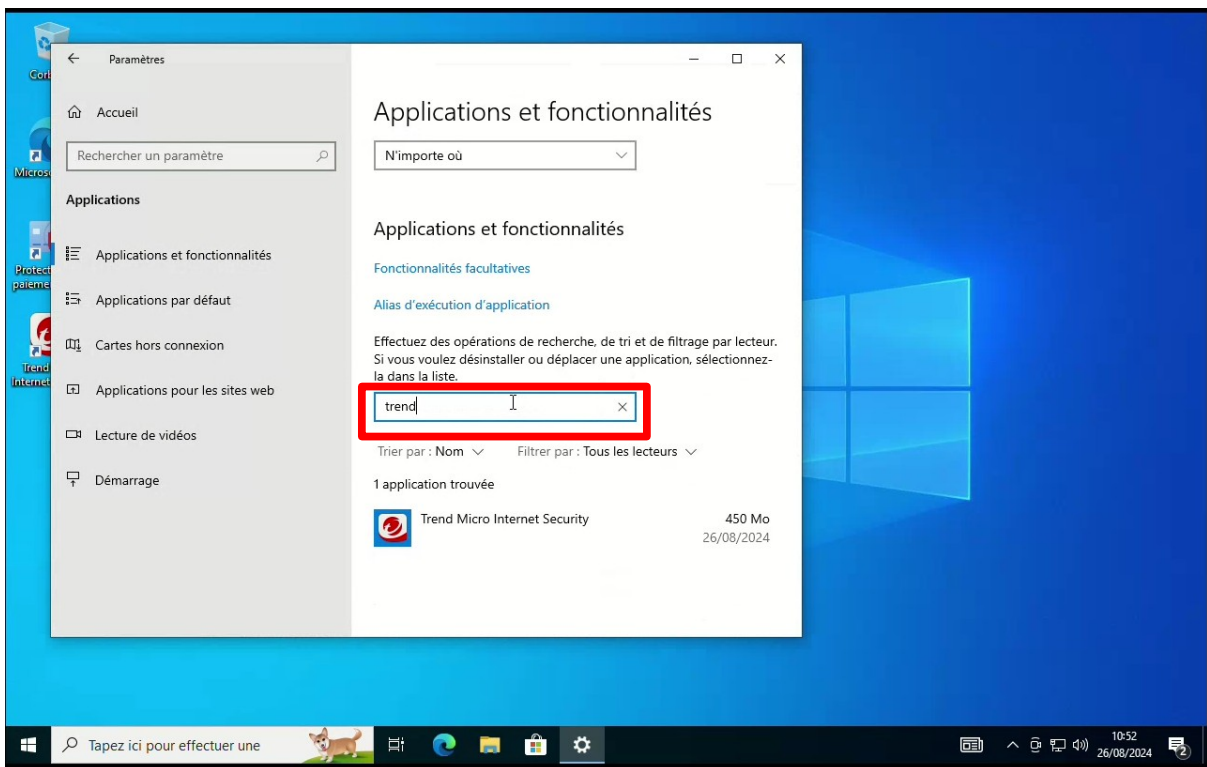 Paramètres
Accueil
Rechercher un paramètre
Applications
Applications et fonctionnalités
Applications par défaut
Cartes hors connexion
Applications pour les sites web
Lecture de vidéos
Démarrage
Applications et fonctionnalités
N'importe où
Applications et fonctionnalités
Fonctionnalités facultatives
Alias d'exécution d'application
Effectuez des opérations de recherche, de tri et de filtrage par lecteur.
Si vous voulez désinstaller ou déplacer une application, sélectionnez-
la dans la liste.
trend
Trier par : Nom Filtrer par : Tous les lecteurs
1 application trouvée
Trend Micro Internet Security 450 Mo
26/08/2024
Trend
Tapez ici pour effectuer une
10:52
26/08/2024
2